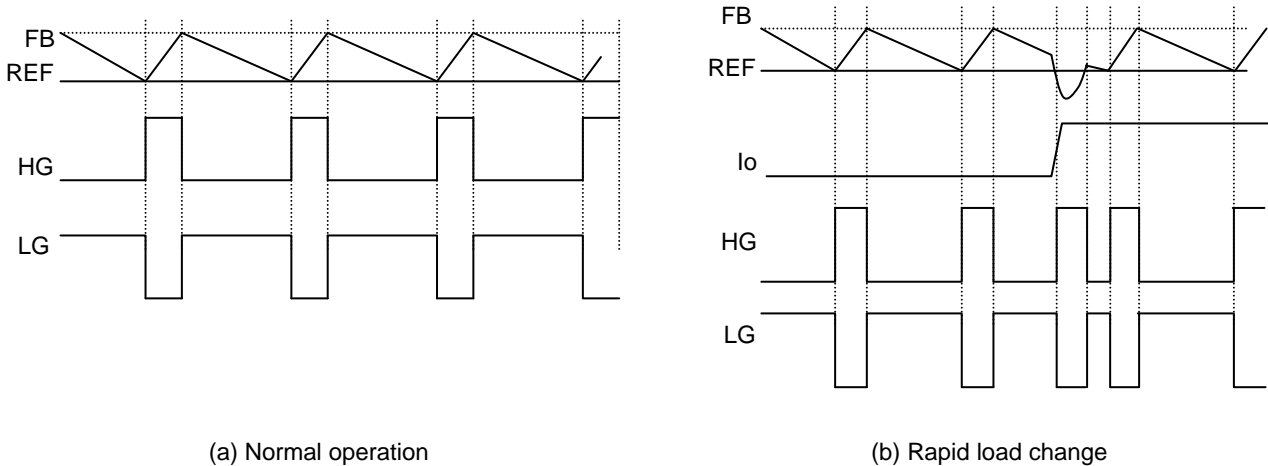 FB
REF
HG
LG
(a) Normal operation
FB
REF
Io
HG
LG
(b) Rapid load change